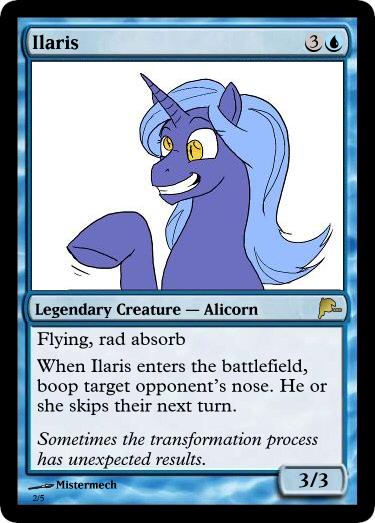 Ilaris 3
Legendary Creature — Alicorn
Flying, rad absorb
When Ilaris enters the battlefield,
boop target opponent's nose. He or
she skips their next turn.
Sometimes the transformation process
has unexpected results.
3/3
Mistermech
2/5